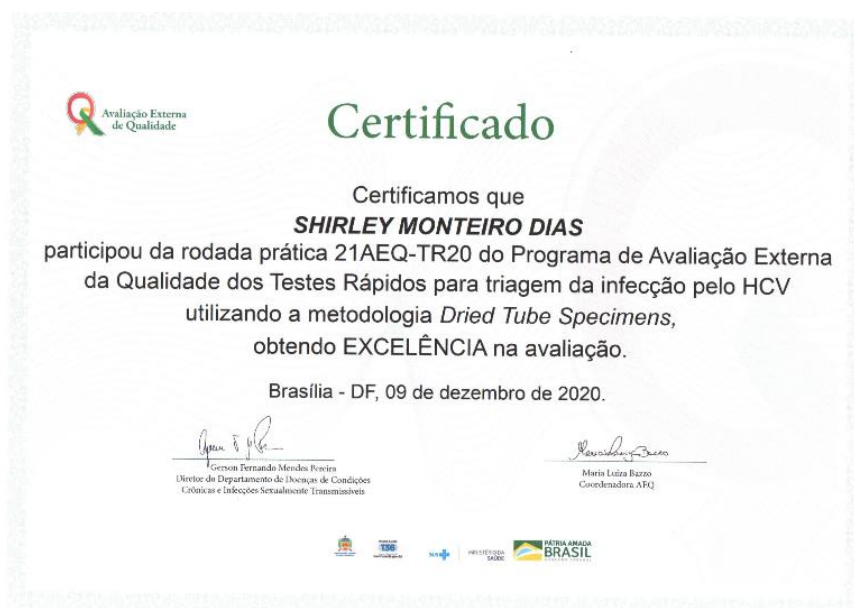 Avaliação Externa
de Qualidade
Certificado
Certificamos que
SHIRLEY MONTEIRO DIAS
participou da rodada prática 21AEQ-TR20 do Programa de Avaliação Externa
da Qualidade dos Testes Rápidos para triagem da infecção pelo HCV
utilizando a metodologia Dried Tube Specimens,
obtendo EXCELÊNCIA na avaliação.
Brasília - DF, 09 de dezembro de 2020.
Gerson Fernando Mendes Pereira
Diretor do Departamento de Doenças de Condições
Crônicas e Infecções Sexualmente Transmissíveis
Maria Luiza Bazzo
Coordenadora AEQ
136
SUS
MINISTÉRIO DA
SAÚDE
PÁTRIA AMADA
BRASIL
GOVERNO FEDERAL